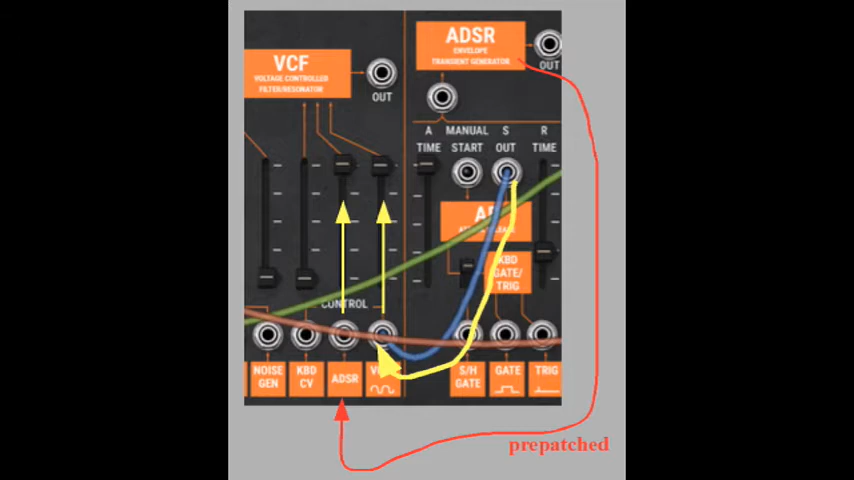 VCF
VOLTAGE CONTROLLED
FILTER/RESONATOR
OUT
ADSR
ENVELOPE
TRANSIENT GENERATOR
OUT
A
TIME
MANUAL
START
S
OUT
R
TIME
KBD
GATE/
TRIG
CONTROL
NOISE
GEN
KBD
CV
ADSR
S/H
GATE
GATE
TRIG
prepatched